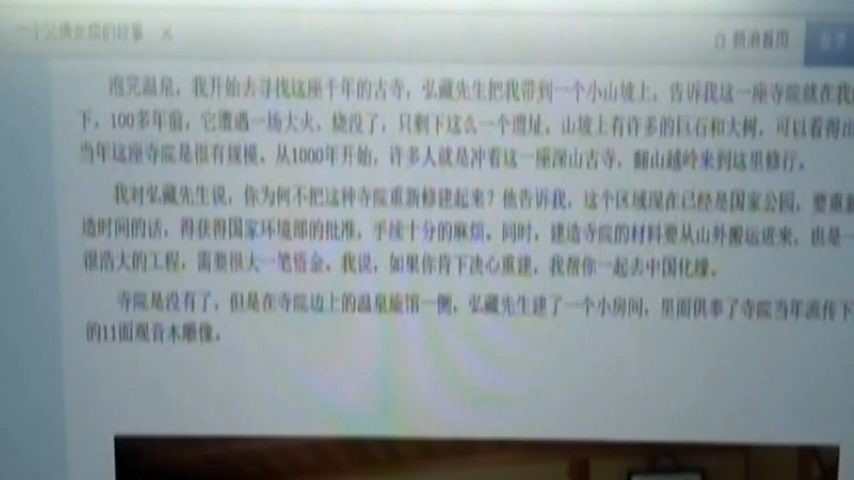 泡完温泉，我开始去寻找这座千年的古寺，弘藏先生把我带到一个小山坡上，告诉我这一座寺院就在我
下，100多年前，它遭遇一场大火，烧没了，只剩下这么一个遗址。山坡上有许多的巨石和大树，可以看得出
当年这座寺院是很有规模。从1000年开始，许多人就是冲着这一座深山古寺，翻山越岭来到这里修行。
我对弘藏先生说，你为何不把这种寺院重新修建起来？他告诉我，这个区域现在已经是国家公园，要重新
造时间的话，得获得国家环境部的批准，手续十分的麻烦。同时，建造寺院的材料要从山外搬运进来，也是一
很浩大的工程，需要很大一笔资金。我说，如果你肯下决心重建，我帮你一起去中国化缘。
寺院是没有了，但是在寺院边上的温泉旅馆一侧，弘藏先生建了一个小房间，里面供奉了寺院当年流传下
的11面观音木雕像。